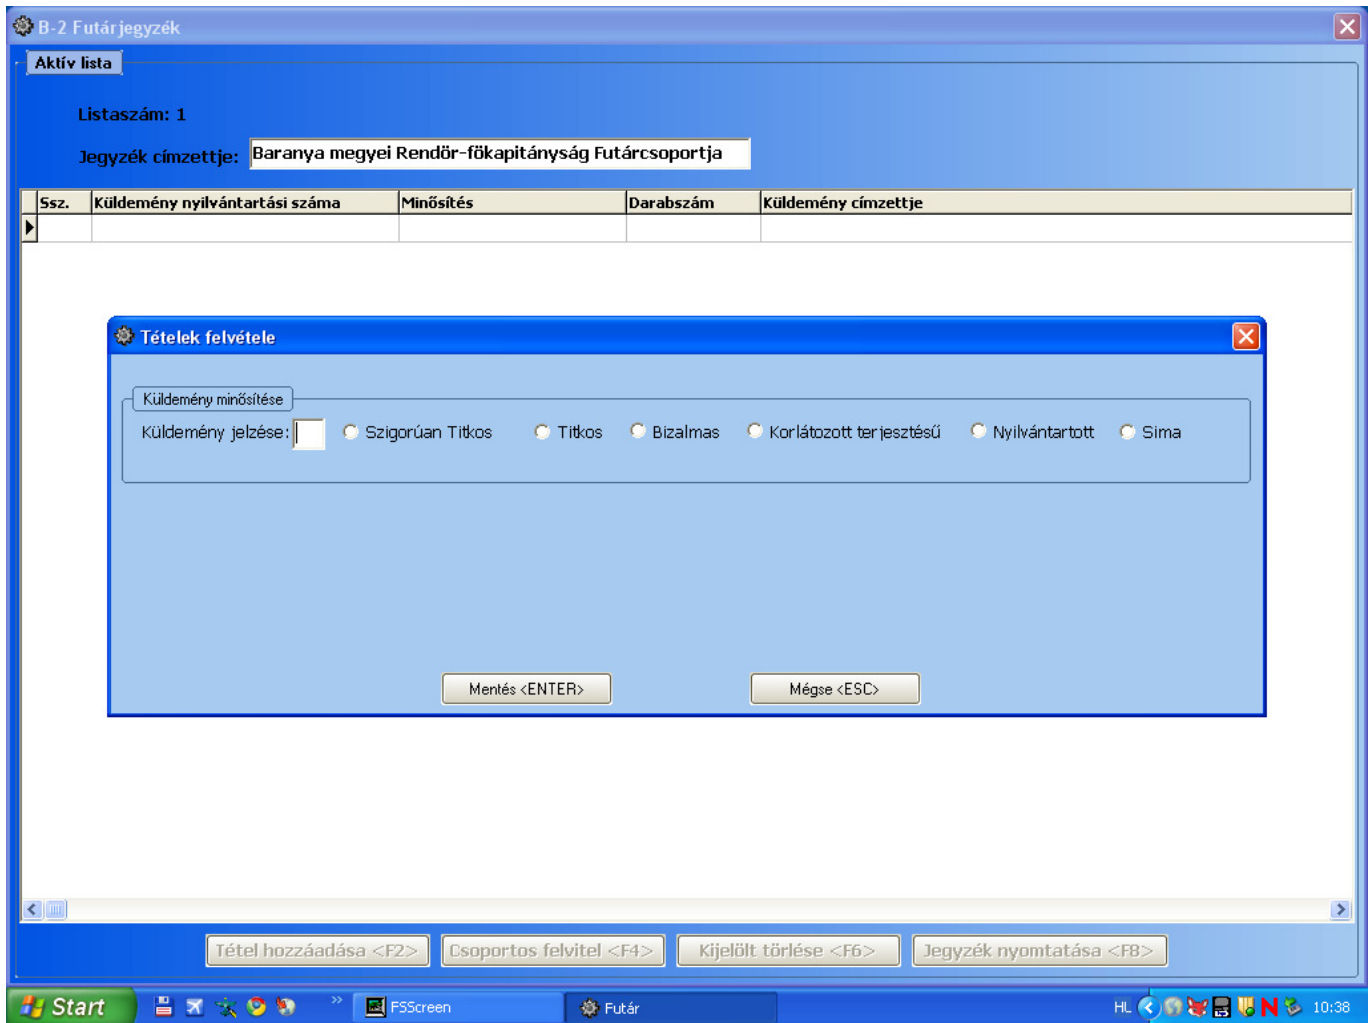 B-2 Futárjegyzék
Aktív lista
Listaszám: 1
Jegyzék címzettje: Baranya megyei Rendör-fökapitányság Futárcsoportja
Ssz. Küldemény nyilvántartási száma Minősítés Darabszám Küldemény címzettje
Tételek felvétele
Küldemény minősítése
Küldemény jelzése: Szigorúan Titkos Titkos Bizalmas Korlátozott terjesztésű Nyilvántartott Sima
Mentés <ENTER> Mégse <ESC>
Tétel hozzáadása <F2> Csoportos felvitel <F4> Kijelölt törlése <F6> Jegyzék nyomtatása <F8>
Start FSScreen Futár HL 10:38